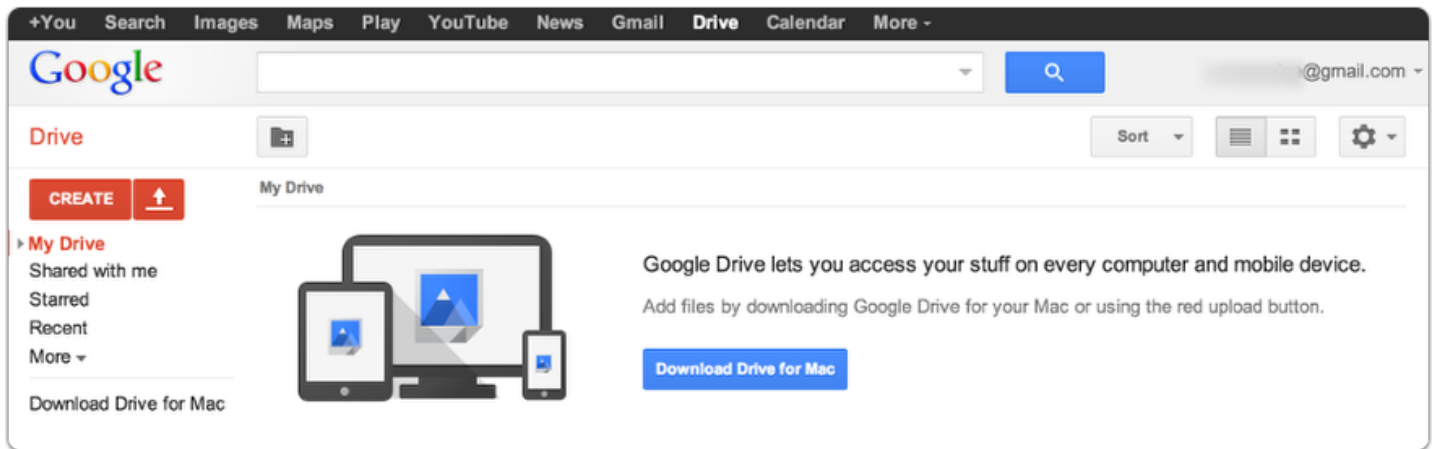 +You Search Images Maps Play YouTube News Gmail Drive Calendar More
Google
@gmail.com
Drive
Sort
CREATE
My Drive
My Drive
Shared with me
Starred
Recent
More
Download Drive for Mac
Google Drive lets you access your stuff on every computer and mobile device.
Add files by downloading Google Drive for your Mac or using the red upload button.
Download Drive for Mac